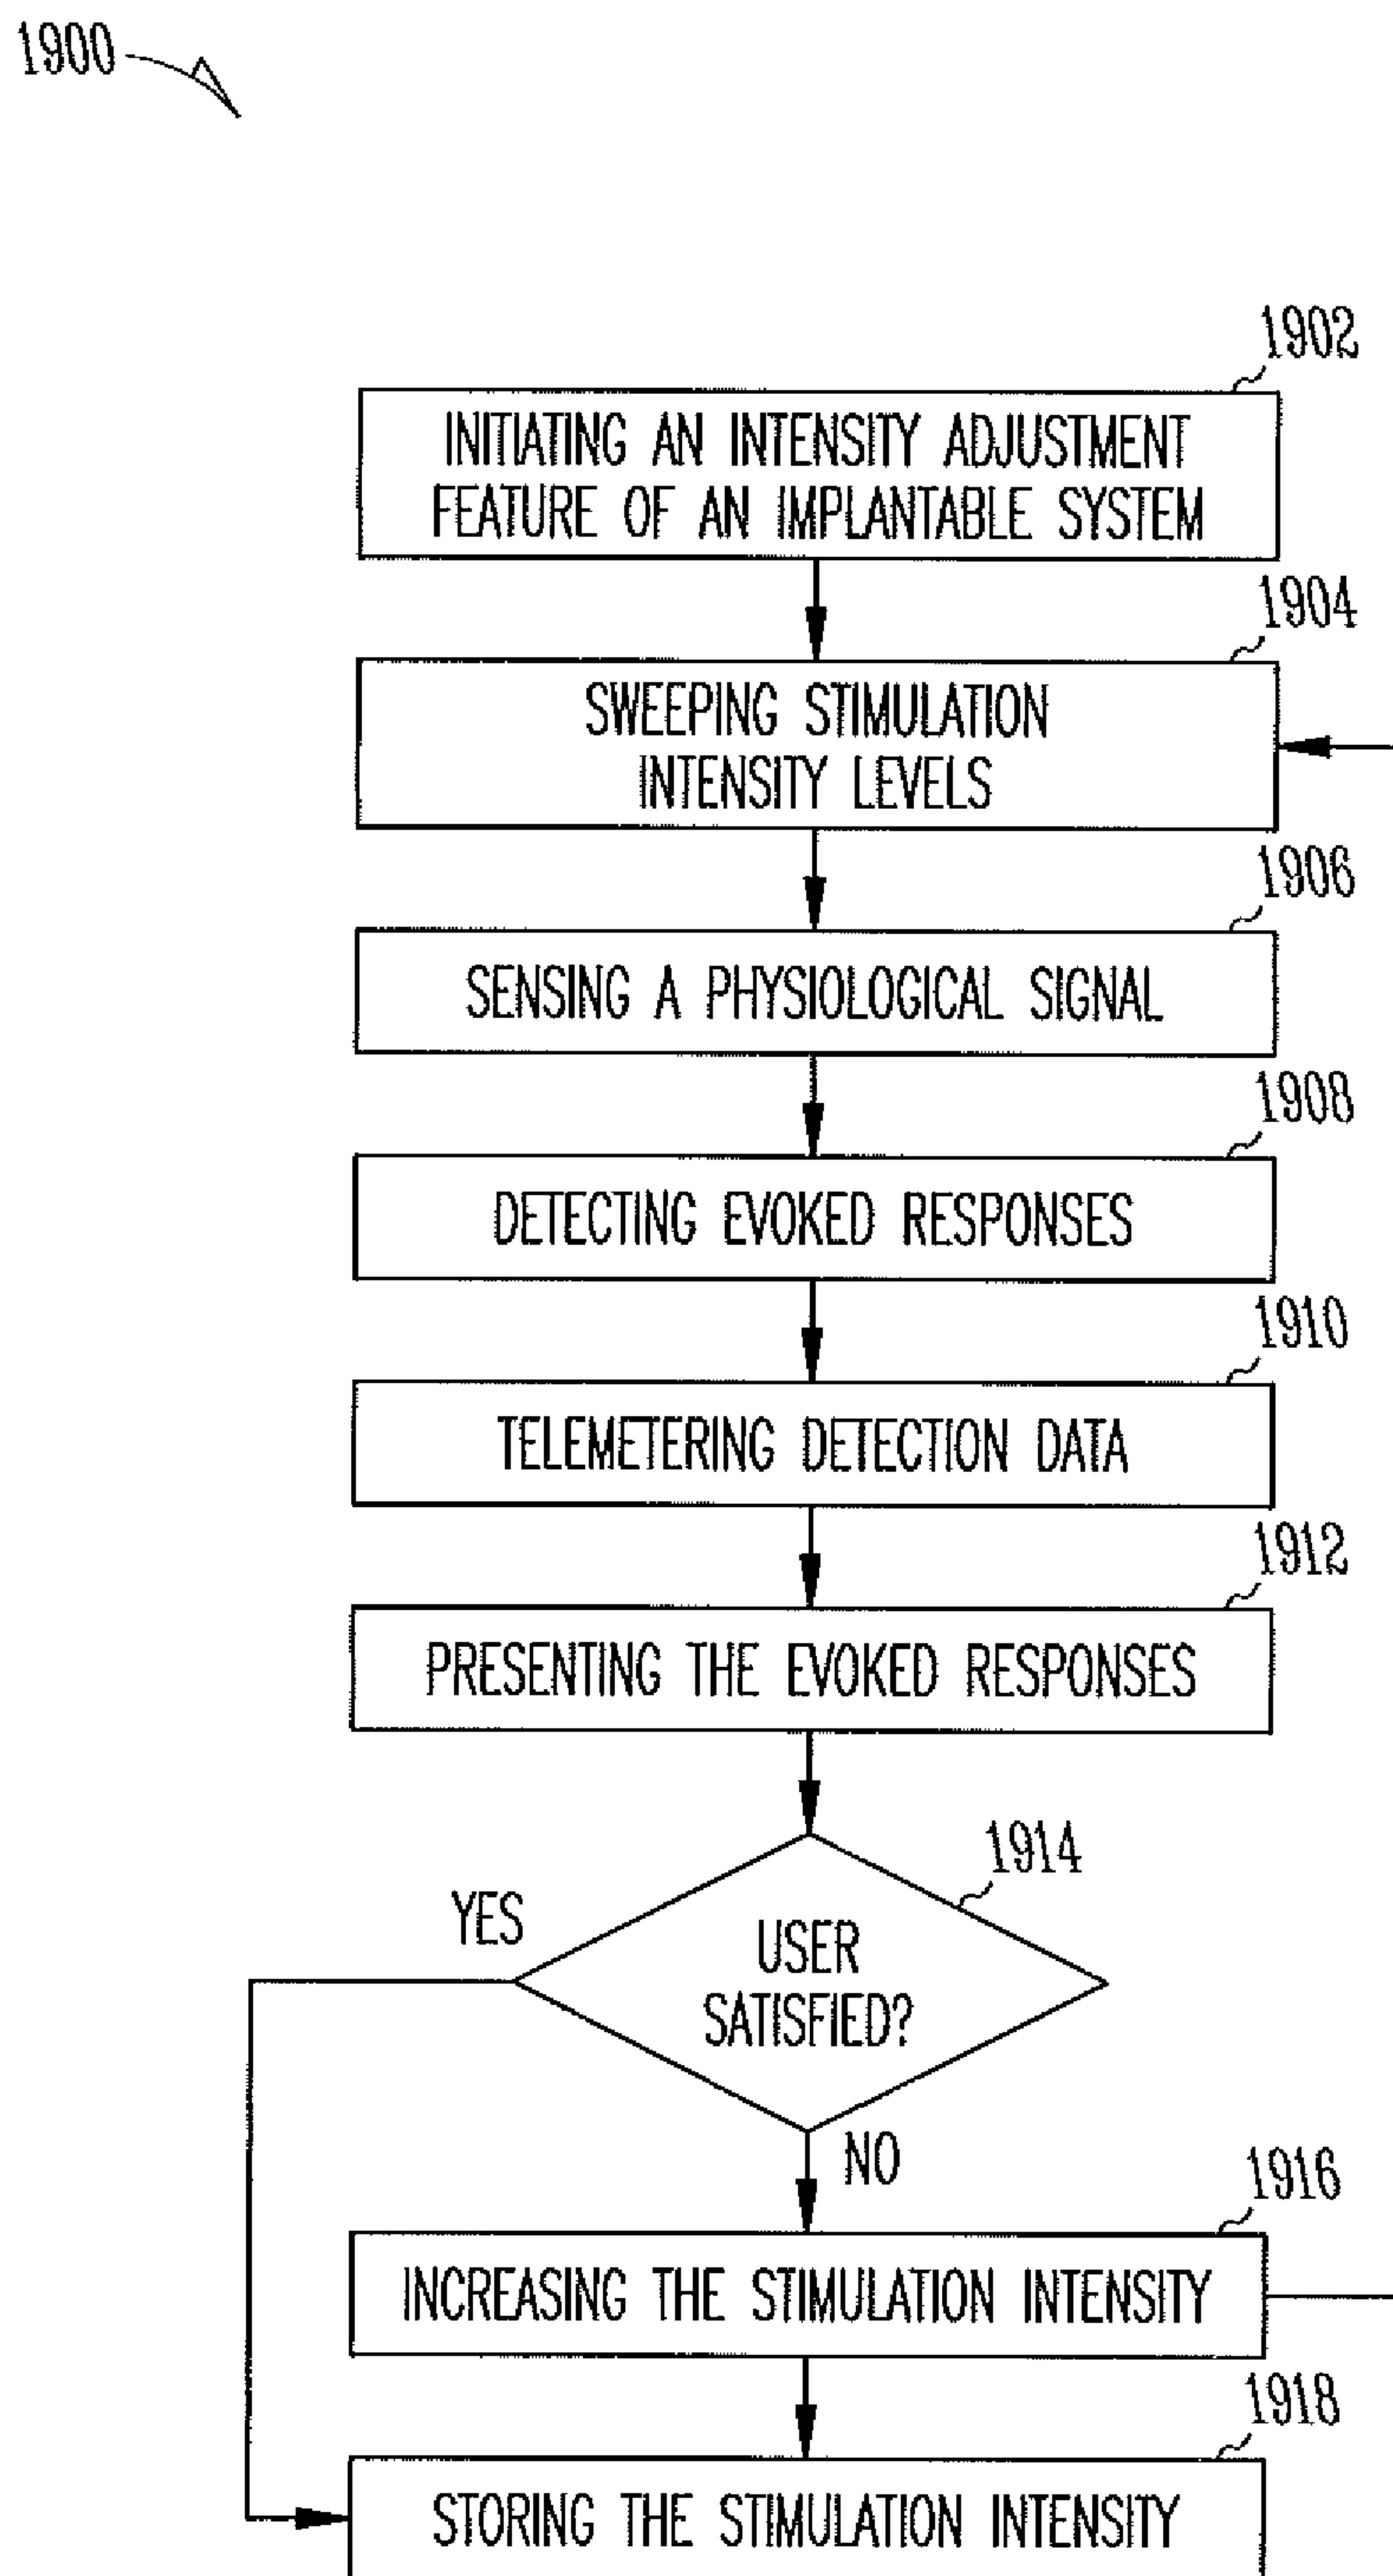 1900
1902
INITIATING AN INTENSITY ADJUSTMENT
FEATURE OF AN IMPLANTABLE SYSTEM
1904
SWEEPING STIMULATION
INTENSITY LEVELS
1906
SENSING A PHYSIOLOGICAL SIGNAL
1908
DETECTING EVOKED RESPONSES
1910
TELEMETERING DETECTION DATA
1912
PRESENTING THE EVOKED RESPONSES
1914
YES
USER
SATISFIED?
NO
1916
INCREASING THE STIMULATION INTENSITY
1918
STORING THE STIMULATION INTENSITY